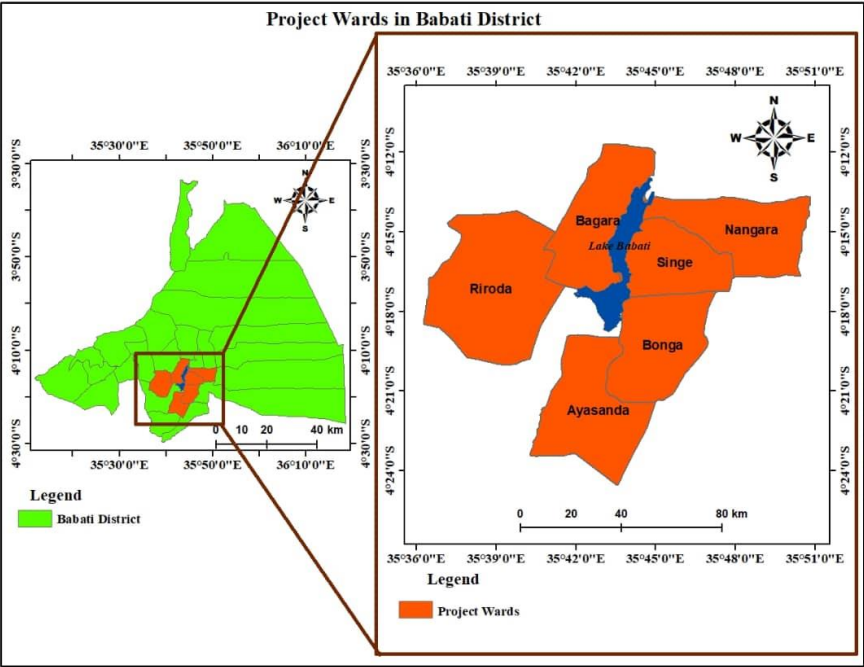 Project Wards in Babati District
35°30'0"E 35°50'0"E 36°10'0"E
3°30'0"S 3°30'0"S
N
W E
S
3°50'0"S 3°50'0"S
4°10'0"S 4°10'0"S
0 10 20 40 km
4°30'0"S 4°30'0"S
35°30'0"E 35°50'0"E 36°10'0"E
Legend
Babati District
35°36'0"E 35°39'0"E 35°42'0"E 35°45'0"E 35°48'0"E 35°51'0"E
N
W E
S
4°12'0"S 4°12'0"S
Bagara
Nangara
4°15'0"S 4°15'0"S
Lake Babati
Singe
Riroda
4°18'0"S 4°18'0"S
Bonga
4°21'0"S 4°21'0"S
Ayasanda
4°24'0"S 4°24'0"S
0 20 40 80 km
35°36'0"E 35°39'0"E 35°42'0"E 35°45'0"E 35°48'0"E 35°51'0"E
Legend
Project Wards